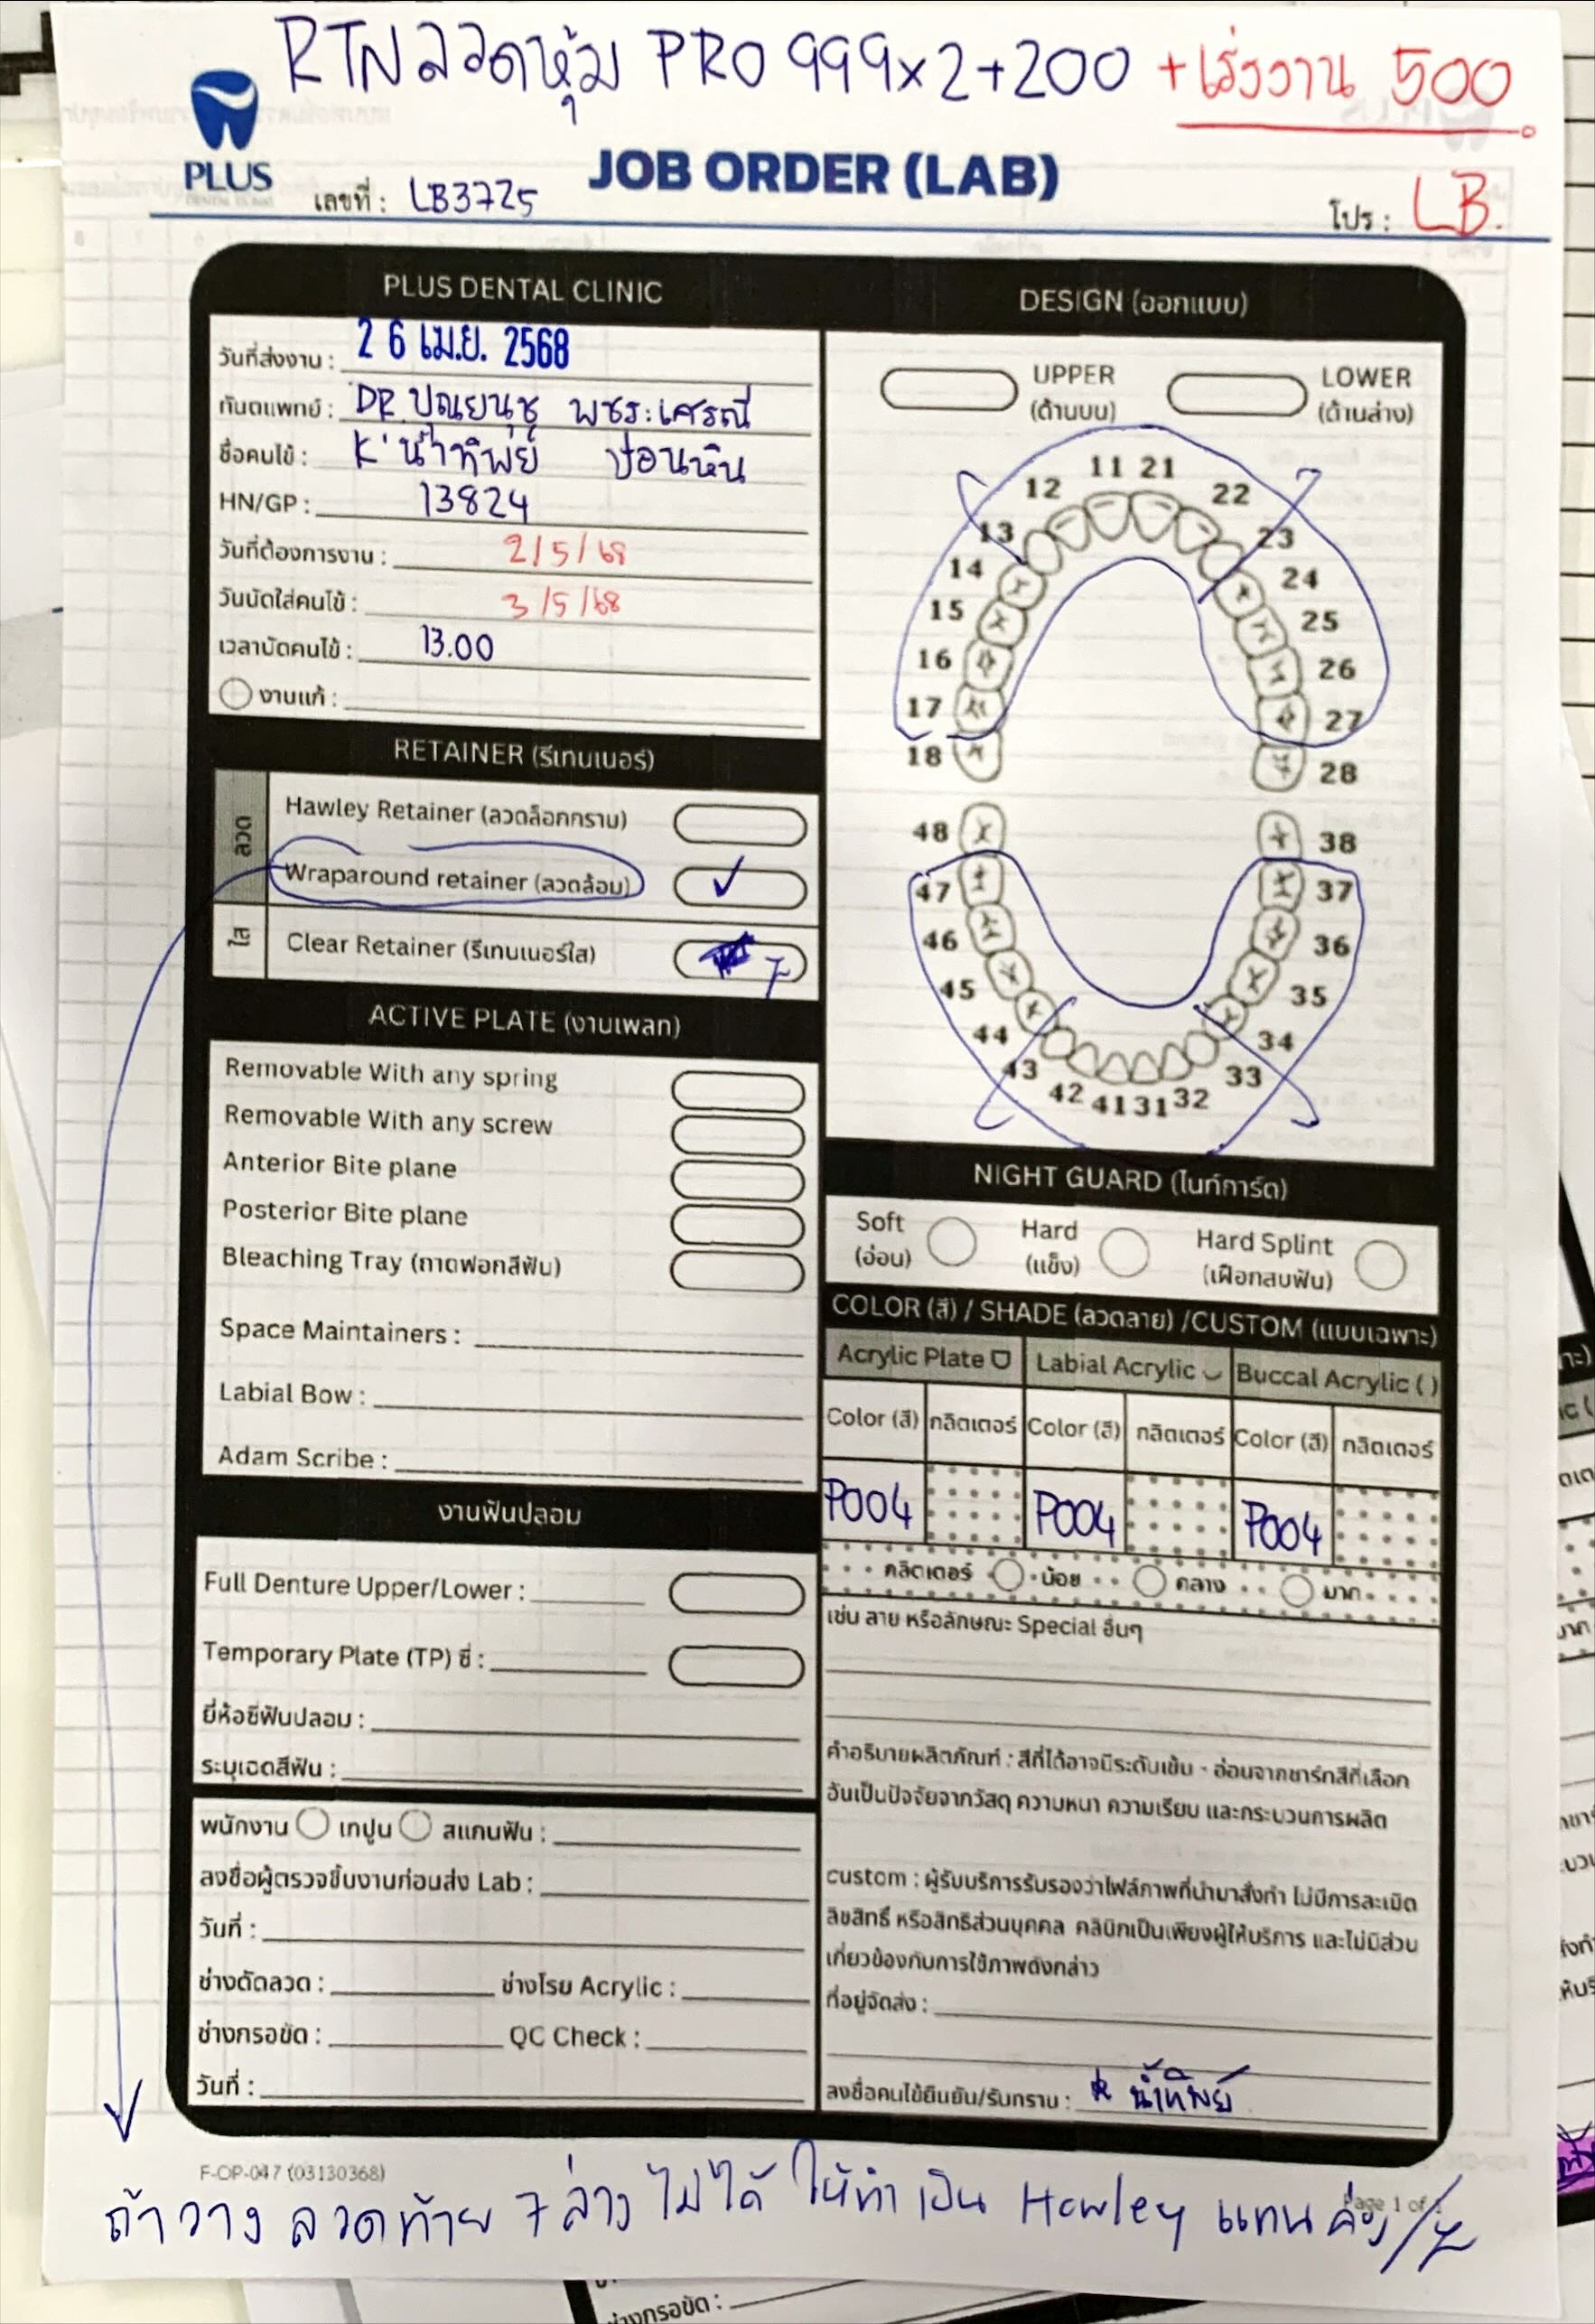 RTN ลวดหุ้ม PRO 999x2+200 +เร่งงาน 500
PLUS
JOB ORDER (LAB)
เลขที่ : LB3725
โปร : LB.
PLUS DENTAL CLINIC
วันที่ส่งงาน : 26 เม.ย. 2568
ทันตแพทย์ : DR. ปณยนุช พชระเศรณี
ชื่อคนไข้ : K' น้ำทิพย์ ป้อนหิน
HN/GP : 13824
วันที่ต้องการงาน : 2/5/68
วันนัดใส่คนไข้ : 3/5/68
เวลานัดคนไข้ : 13.00
งานแก้ :
RETAINER (รีเทนเนอร์)
ลวด
Hawley Retainer (ลวดล็อกกราม)
Wraparound retainer (ลวดล้อม) ✓
ใส
Clear Retainer (รีเทนเนอร์ใส)
ACTIVE PLATE (งานเพลท)
Removable With any spring
Removable With any screw
Anterior Bite plane
Posterior Bite plane
Bleaching Tray (ถาดฟอกสีฟัน)
Space Maintainers :
Labial Bow :
Adam Scribe :
งานฟันปลอม
Full Denture Upper/Lower :
Temporary Plate (TP) ซี่ :
ยี่ห้อซี่ฟันปลอม :
ระบุเฉดสีฟัน :
พนักงาน เทปูน สแกนฟัน :
ลงชื่อผู้ตรวจชิ้นงานก่อนส่ง Lab :
วันที่ :
ช่างดัดลวด : ช่างโรย Acrylic :
ช่างกรอขัด : QC Check :
วันที่ :
DESIGN (ออกแบบ)
UPPER LOWER
(ด้านบน) (ด้านล่าง)
11 21
12 22
13 23
14 24
15 25
16 26
17 27
18 28
48 38
47 37
46 36
45 35
44 34
43 33
42 41 31 32
NIGHT GUARD (ไนท์การ์ด)
Soft Hard Hard Splint
(อ่อน) (แข็ง) (เฝือกสบฟัน)
COLOR (สี) / SHADE (ลวดลาย) /CUSTOM (แบบเฉพาะ)
Acrylic Plate Labial Acrylic Buccal Acrylic ( )
Color (สี) กลิตเตอร์ Color (สี) กลิตเตอร์ Color (สี) กลิตเตอร์
P004 P004 P004
กลิตเตอร์ น้อย กลาง มาก
เช่น ลาย หรือลักษณะ Special อื่นๆ
คำอธิบายผลิตภัณฑ์ : สีที่ได้อาจมีระดับเข้ม - อ่อนจากชาร์ทสีที่เลือก
อันเป็นปัจจัยจากวัสดุ ความหนา ความเรียบ และกระบวนการผลิต
custom : ผู้รับบริการรับรองว่าไฟล์ภาพที่นำมาสั่งทำ ไม่มีการละเมิด
ลิขสิทธิ์ หรือสิทธิส่วนบุคคล คลินิกเป็นเพียงผู้ให้บริการ และไม่มีส่วน
เกี่ยวข้องกับการใช้ภาพดังกล่าว
ที่อยู่จัดส่ง :
ลงชื่อคนไข้ยืนยัน/รับทราบ : * น้ำทิพย์
F-OP-047 (03130368)
Page 1 of
ถ้าวาง ลวดท้าย 7 ล่าง ไม่ได้ ให้ทำเป็น Hawley แทนค่ะ
ช่างกรอขัด :